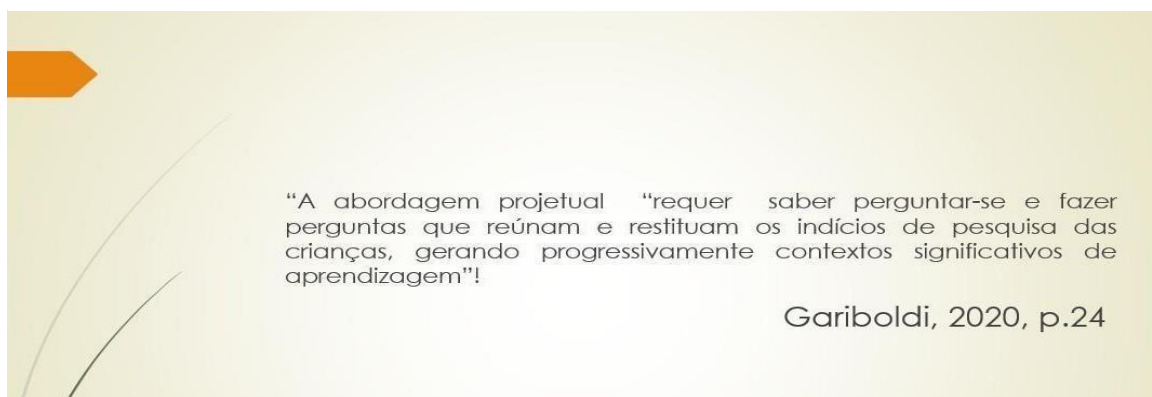 “A abordagem projetual “requer saber perguntar-se e fazer
perguntas que reúnam e restituam os indícios de pesquisa das
crianças, gerando progressivamente contextos significativos de
aprendizagem”!
Gariboldi, 2020, p.24